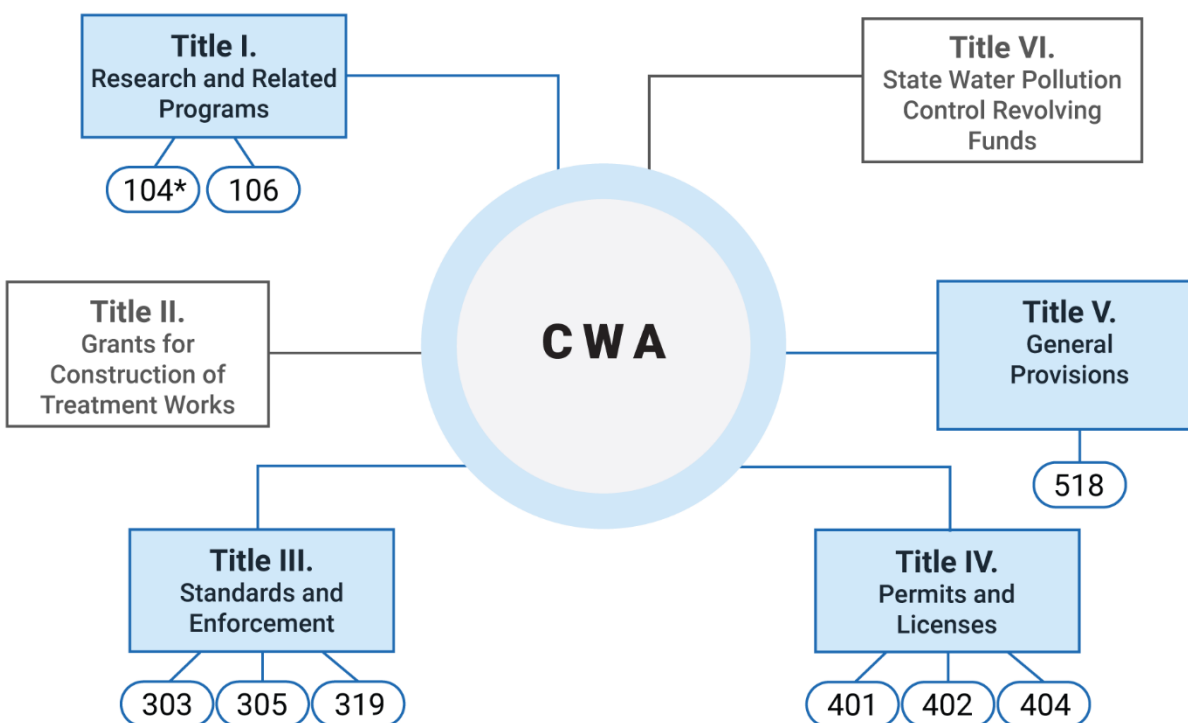 Title I.
Research and Related
Programs
104*
106
Title VI.
State Water Pollution
Control Revolving
Funds
Title II.
Grants for
Construction of
Treatment Works
CWA
Title V.
General
Provisions
518
Title III.
Standards and
Enforcement
303
305
319
Title IV.
Permits and
Licenses
401
402
404